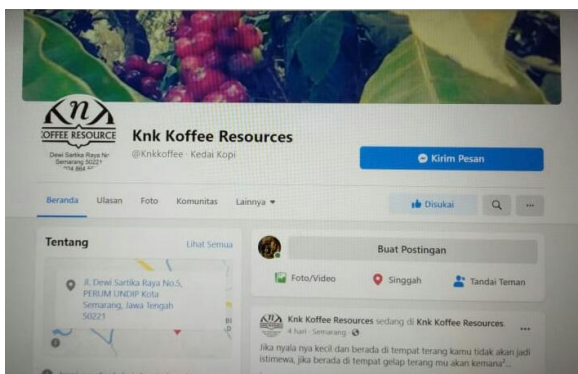 KnK
COFFEE RESOURCE
Dewi Sartika Raya Nr
Semarang 50221
Knk Koffee Resources
@Knkkoffee · Kedai Kopi
Kirim Pesan
Beranda
Ulasan
Foto
Komunitas
Lainnya
Disukai
Tentang
Lihat Semua
Jl. Dewi Sartika Raya No.5,
PERUM UNDIP Kota
Semarang, Jawa Tengah
50221
Buat Postingan
Foto/Video
Singgah
Tandai Teman
Knk Koffee Resources sedang di Knk Koffee Resources.
4 hari · Semarang ·
Jika nyala nya kecil dan berada di tempat terang kamu tidak akan jadi
istimewa, jika berada di tempat gelap terang mu akan kemana²...